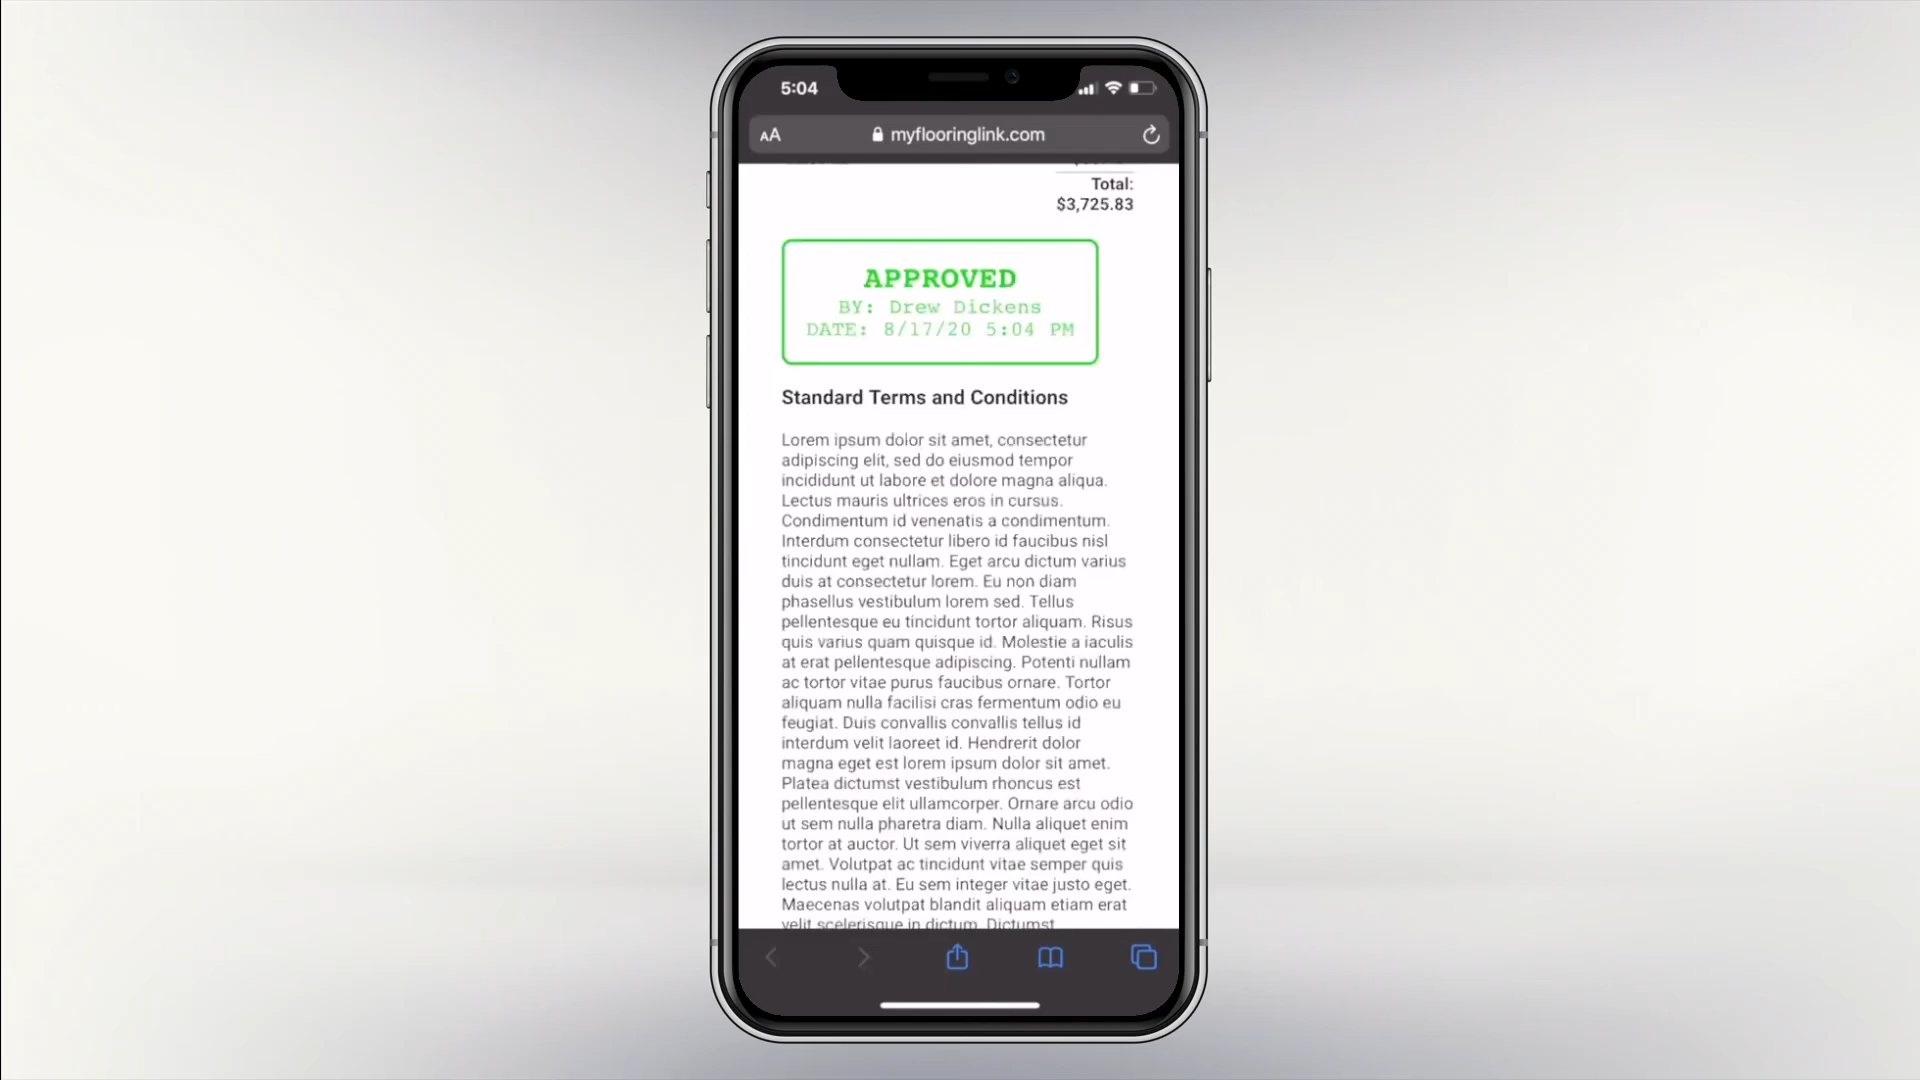 5:04
AA myflooringlink.com
Total:
$3,725.83
APPROVED
BY: Drew Dickens
DATE: 8/17/20 5:04 PM
Standard Terms and Conditions
Lorem ipsum dolor sit amet, consectetur
adipiscing elit, sed do eiusmod tempor
incididunt ut labore et dolore magna aliqua.
Lectus mauris ultrices eros in cursus.
Condimentum id venenatis a condimentum.
Interdum consectetur libero id faucibus nisl
tincidunt eget nullam. Eget arcu dictum varius
duis at consectetur lorem. Eu non diam
phasellus vestibulum lorem sed. Tellus
pellentesque eu tincidunt tortor aliquam. Risus
quis varius quam quisque id. Molestie a iaculis
at erat pellentesque adipiscing. Potenti nullam
ac tortor vitae purus faucibus ornare. Tortor
aliquam nulla facilisi cras fermentum odio eu
feugiat. Duis convallis convallis tellus id
interdum velit laoreet id. Hendrerit dolor
magna eget est lorem ipsum dolor sit amet.
Platea dictumst vestibulum rhoncus est
pellentesque elit ullamcorper. Ornare arcu odio
ut sem nulla pharetra diam. Nulla aliquet enim
tortor at auctor. Ut sem viverra aliquet eget sit
amet. Volutpat ac tincidunt vitae semper quis
lectus nulla at. Eu sem integer vitae justo eget.
Maecenas volutpat blandit aliquam etiam erat
velit scelerisque in dictum. Dictumst